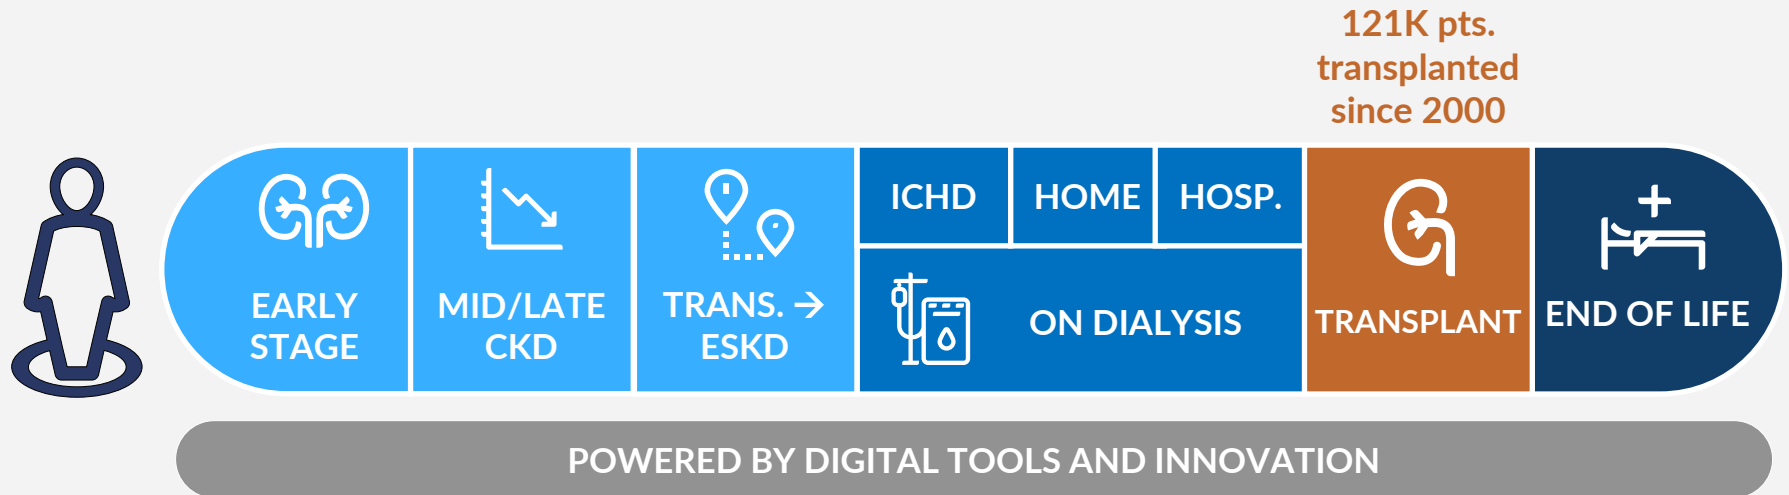 121K pts.
transplanted
since 2000
EARLY
STAGE
MID/LATE
CKD
TRANS. →
ESKD
ICHD
HOME
HOSP.
ON DIALYSIS
TRANSPLANT
END OF LIFE
POWERED BY DIGITAL TOOLS AND INNOVATION